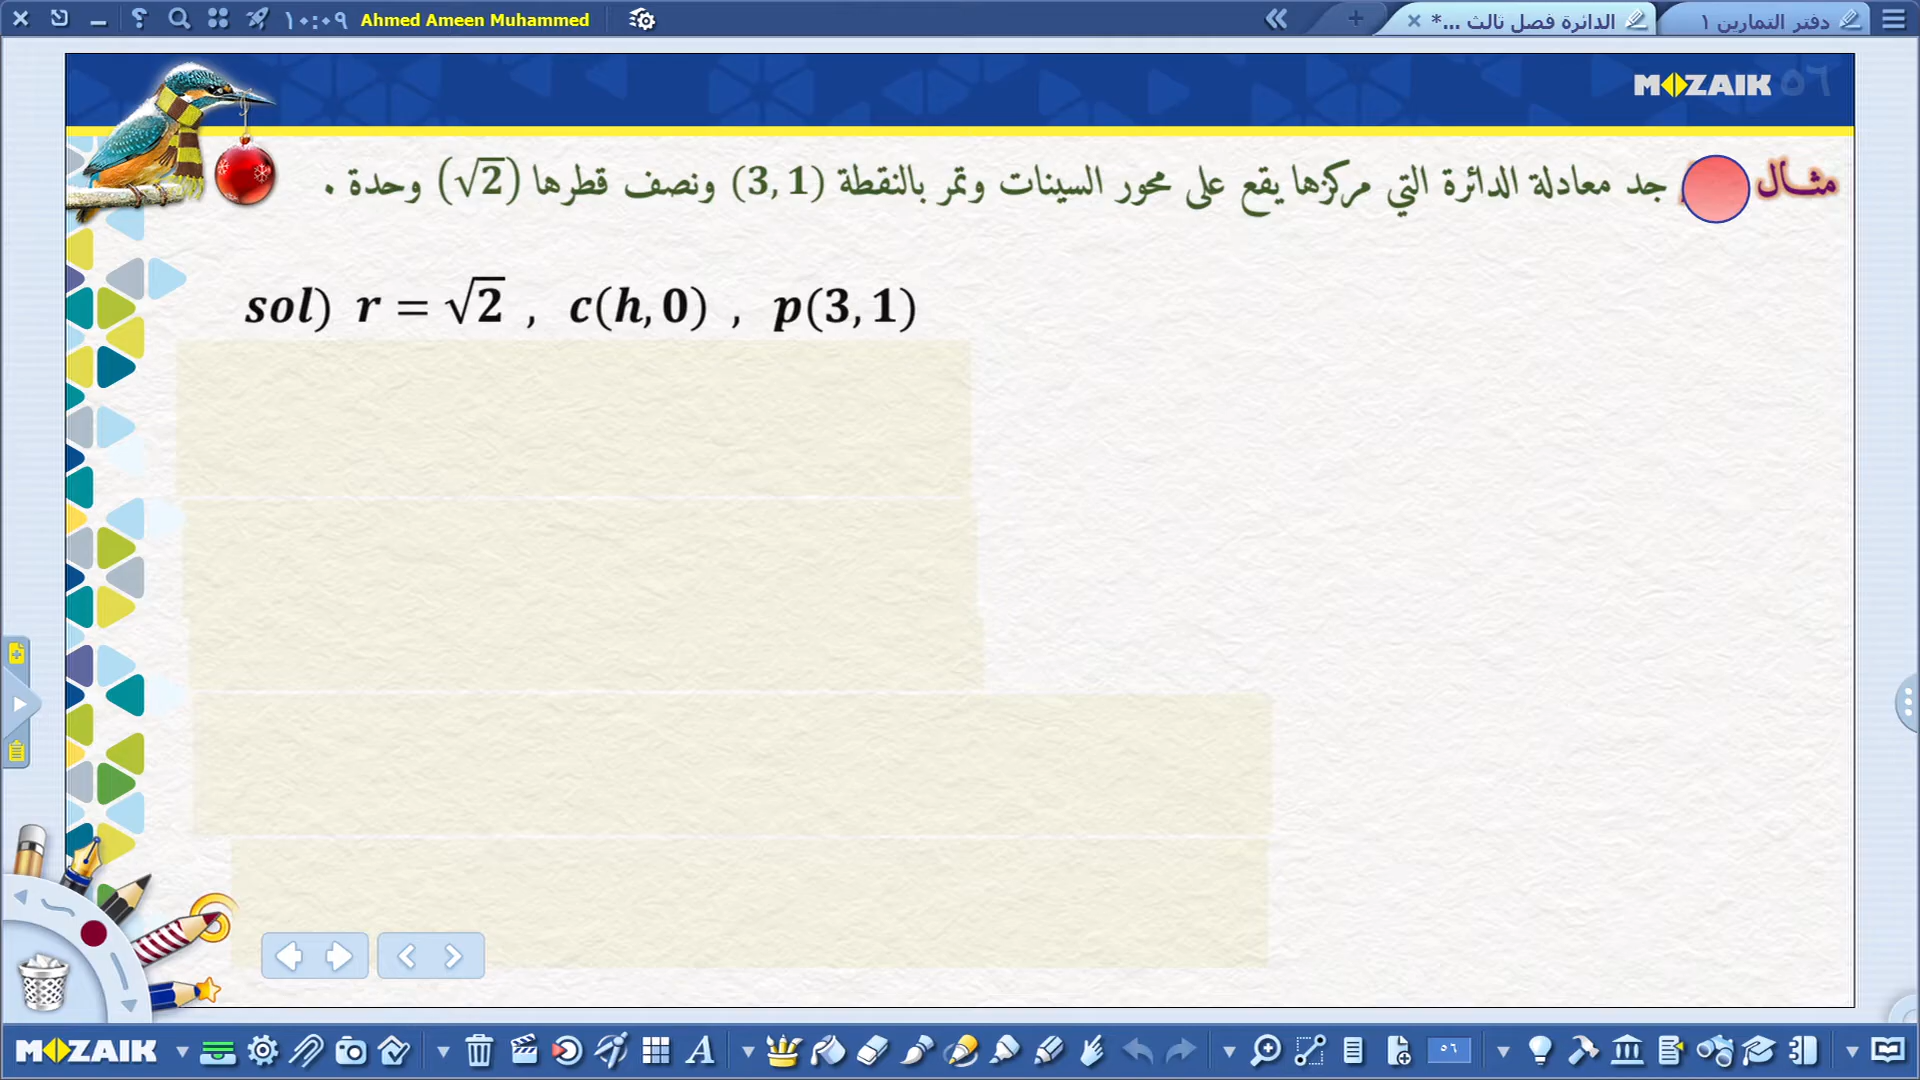 ١٠:٠٩ Ahmed Ameen Muhammed
الدائرة فصل ثالث ...*
دفتر التمارين ١
MOZAIK ٥٦
مثال جد معادلة الدائرة التي مركزها يقع على محور السينات وتمر بالنقطة (3, 1) ونصف قطرها (√2) وحدة .
sol) r = √2 , c(h, 0) , p(3, 1)
MOZAIK
٥٦